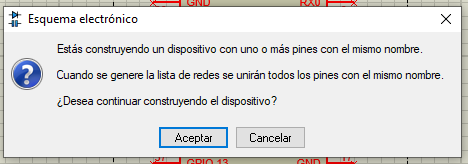 GND
RX0
Esquema electrónico
Estás construyendo un dispositivo con uno o más pines con el mismo nombre.
Cuando se genere la lista de redes se unirán todos los pines con el mismo nombre.
¿Desea continuar construyendo el dispositivo?
Aceptar
Cancelar
GPIO 13
GND